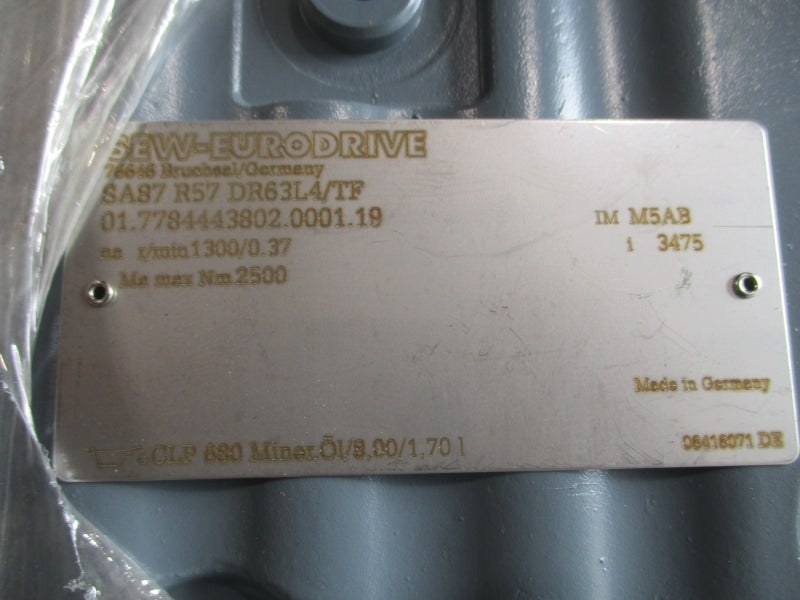 SEW-EURODRIVE
76646 Bruchsal/Germany
SA87 R57 DR63L4/TF
01.7784443802.0001.19
IM M5AB
na r/min 1300/0.37
i 3475
Ma max Nm 2500
Made in Germany
CLP 680 Miner.Öl/8,00/1,70 l
06416071 DE